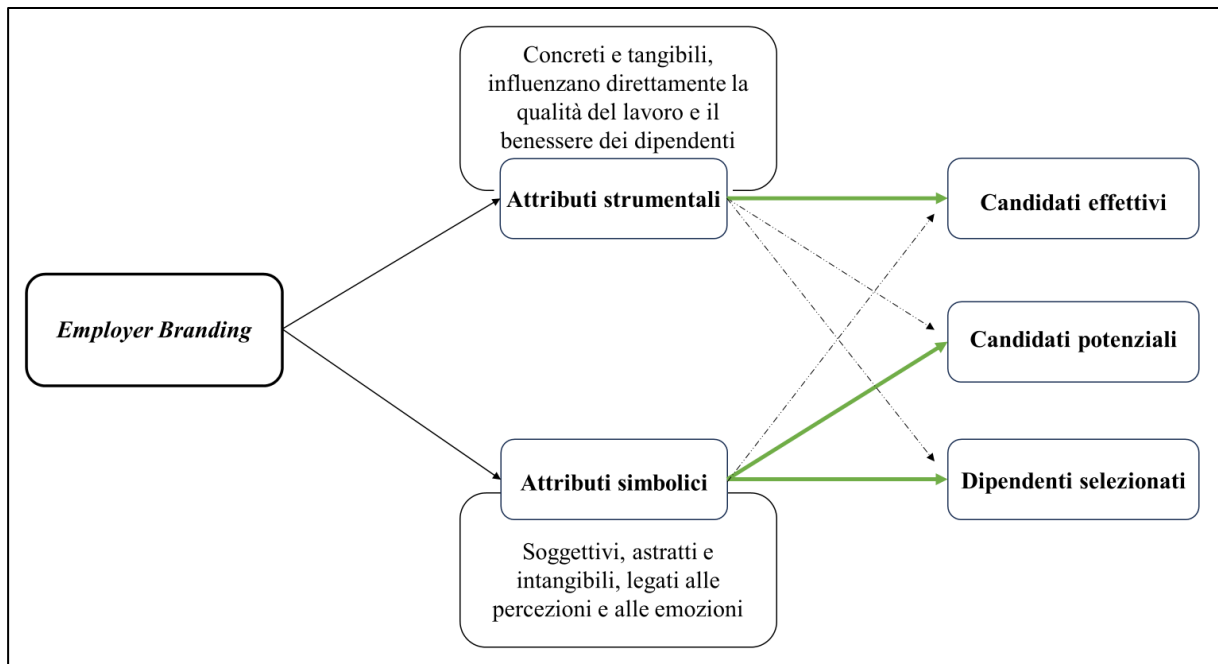 Concreti e tangibili,
influenzano direttamente la
qualità del lavoro e il
benessere dei dipendenti
Attributi strumentali
Candidati effettivi
Employer Branding
Candidati potenziali
Attributi simbolici
Dipendenti selezionati
Soggettivi, astratti e
intangibili, legati alle
percezioni e alle emozioni